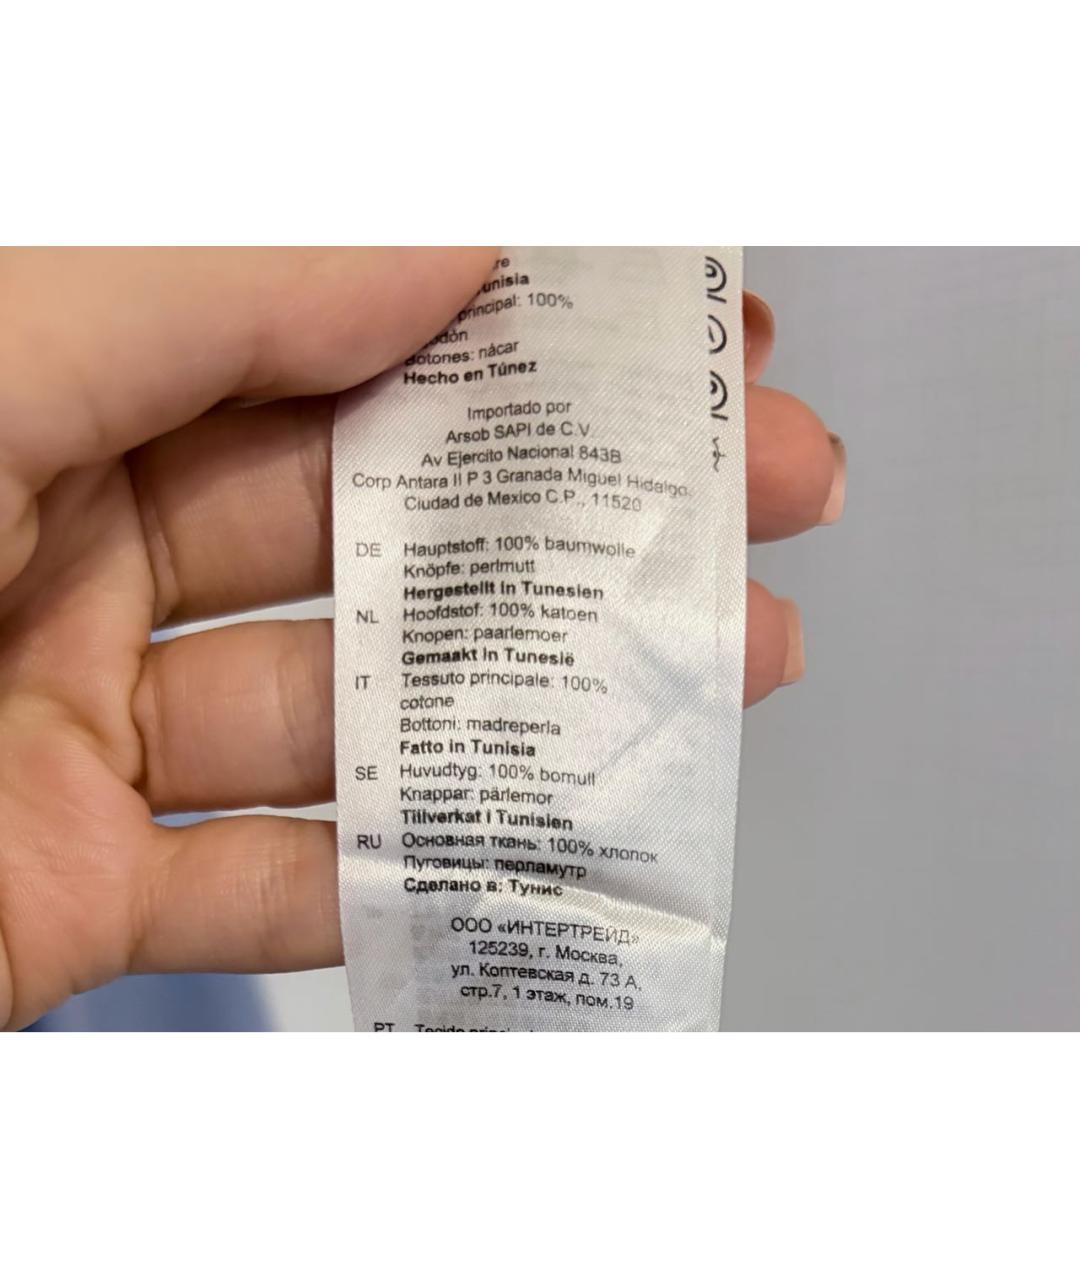 principal: 100%
Botones: nácar
Hecho en Túnez
Importado por
Arsob SAPI de C.V.
Av Ejercito Nacional 843B
Corp Antara II P 3 Granada Miguel Hidalgo.
Ciudad de Mexico C.P., 11520
DE Hauptstoff: 100% baumwolle
Knöpfe: perlmutt
Hergestellt in Tunesien
NL Hoofdstof: 100% katoen
Knopen: paarlemoer
Gemaakt in Tunesië
IT Tessuto principale: 100%
cotone
Bottoni: madreperla
Fatto in Tunisia
SE Huvudtyg: 100% bomull
Knappar: pärlemor
Tillverkat i Tunisien
RU Основная ткань: 100% хлопок
Пуговицы: перламутр
Сделано в: Тунис
ООО «ИНТЕРТРЕЙД»
125239, г. Москва,
ул. Коптевская д. 73 А,
стр.7, 1 этаж, пом.19
PT